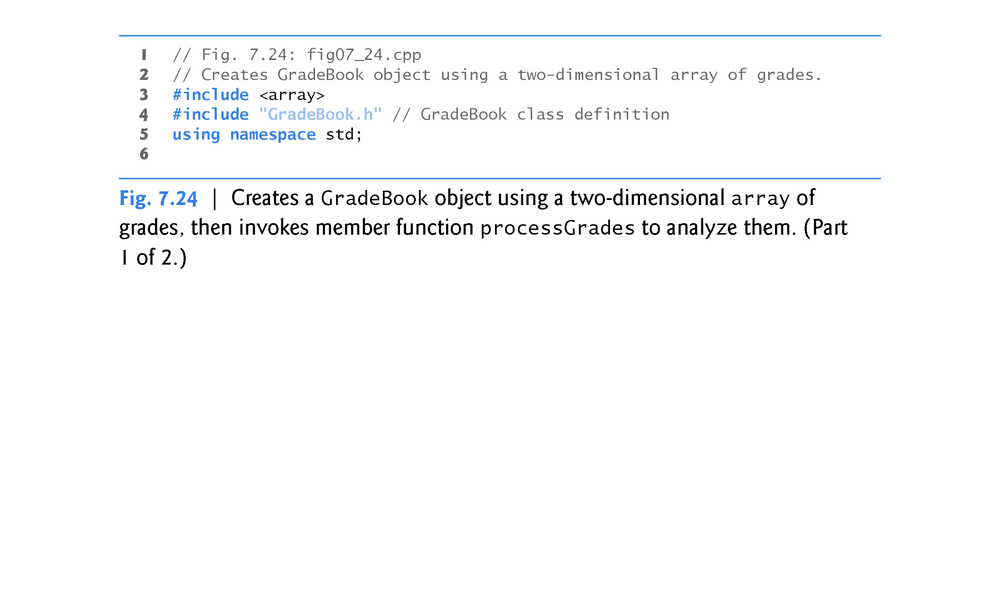 1 // Fig. 7.24: fig07_24.cpp
2 // Creates GradeBook object using a two-dimensional array of grades.
3 #include <array>
4 #include "GradeBook.h" // GradeBook class definition
5 using namespace std;
6
Fig. 7.24 | Creates a GradeBook object using a two-dimensional array of
grades, then invokes member function processGrades to analyze them. (Part
1 of 2.)